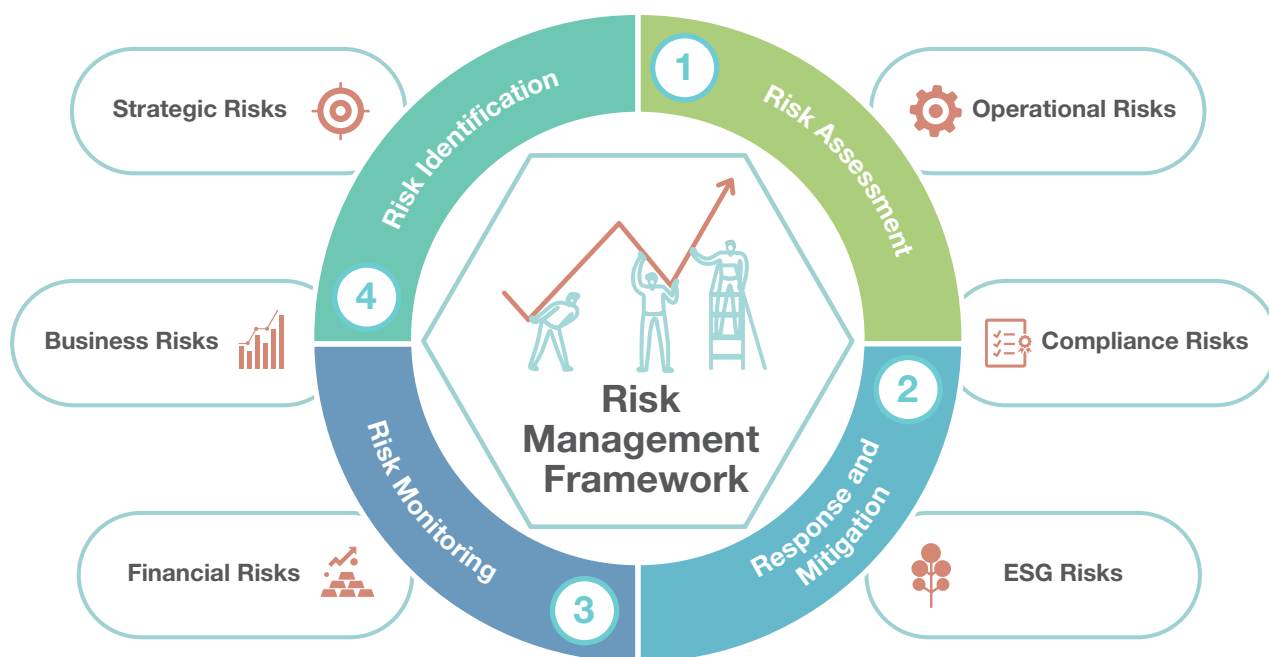 Strategic Risks
Business Risks
Financial Risks
4
Risk Identification
1
Risk Assessment
2
Response and
Mitigation
3
Risk Monitoring
Risk
Management
Framework
Operational Risks
Compliance Risks
ESG Risks